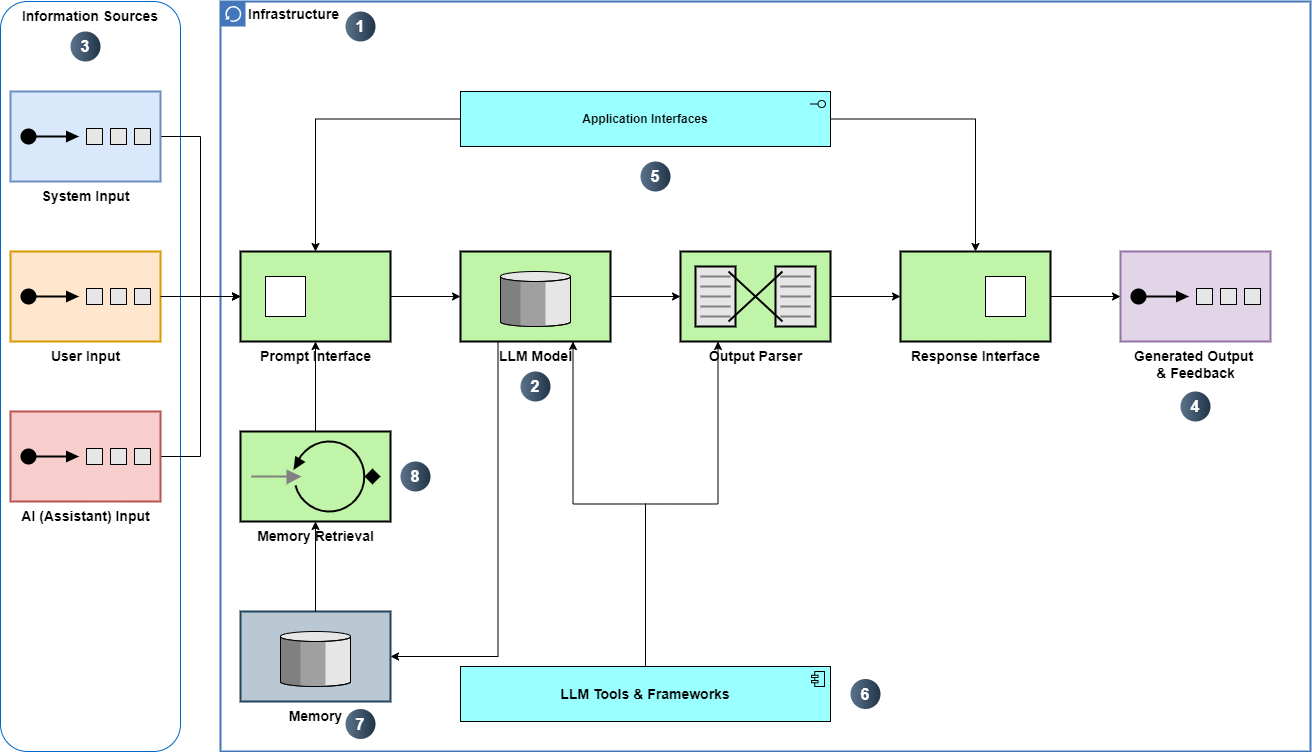 Information Sources
3
Infrastructure
1
Application Interfaces
5
System Input
User Input
Prompt Interface
LLM Model
2
Output Parser
Response Interface
Generated Output
& Feedback
4
AI (Assistant) Input
8
Memory Retrieval
Memory
7
LLM Tools & Frameworks
6